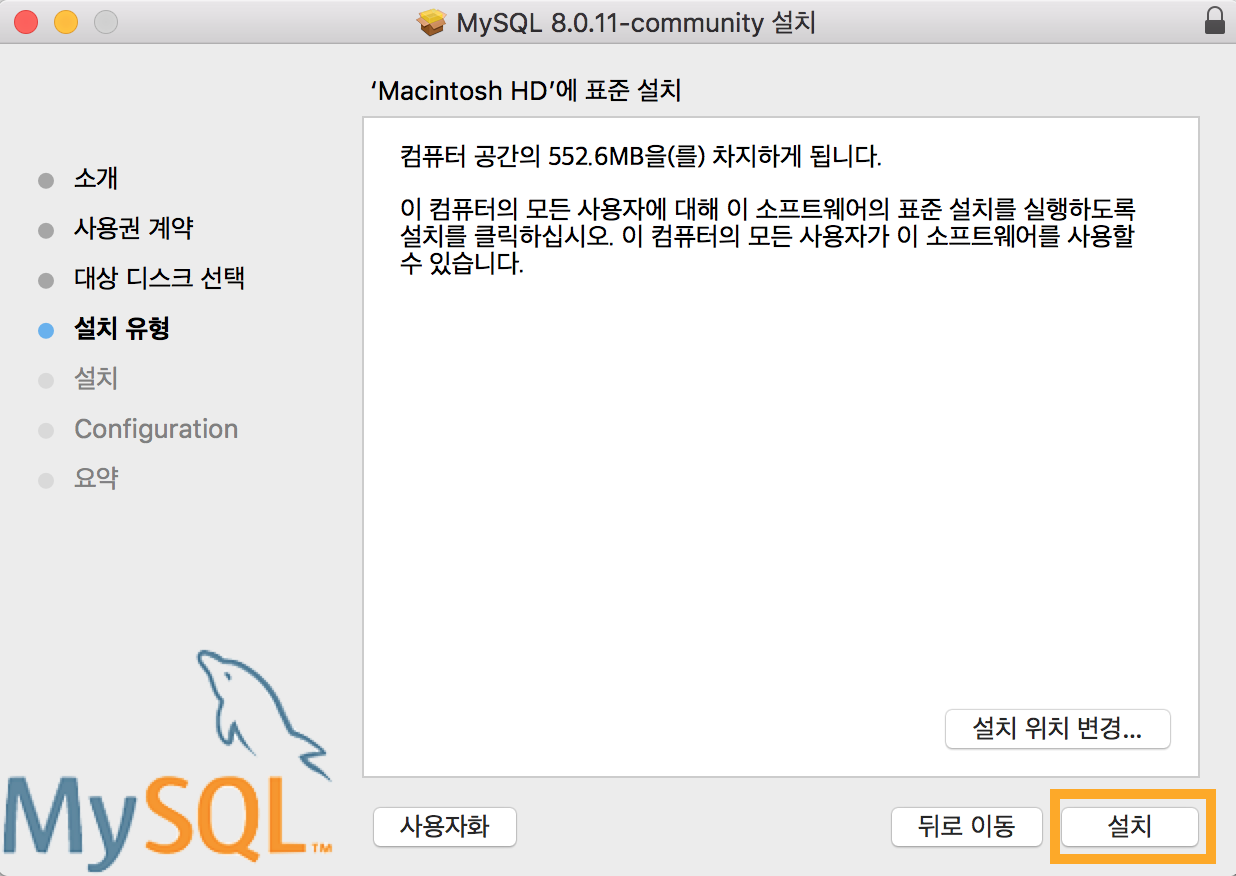 MySQL 8.0.11-community 설치
‘Macintosh HD’에 표준 설치
소개
사용권 계약
대상 디스크 선택
설치 유형
설치
Configuration
요약
컴퓨터 공간의 552.6MB을(를) 차지하게 됩니다.
이 컴퓨터의 모든 사용자에 대해 이 소프트웨어의 표준 설치를 실행하도록
설치를 클릭하십시오. 이 컴퓨터의 모든 사용자가 이 소프트웨어를 사용할
수 있습니다.
설치 위치 변경...
MySQL™
사용자화
뒤로 이동
설치